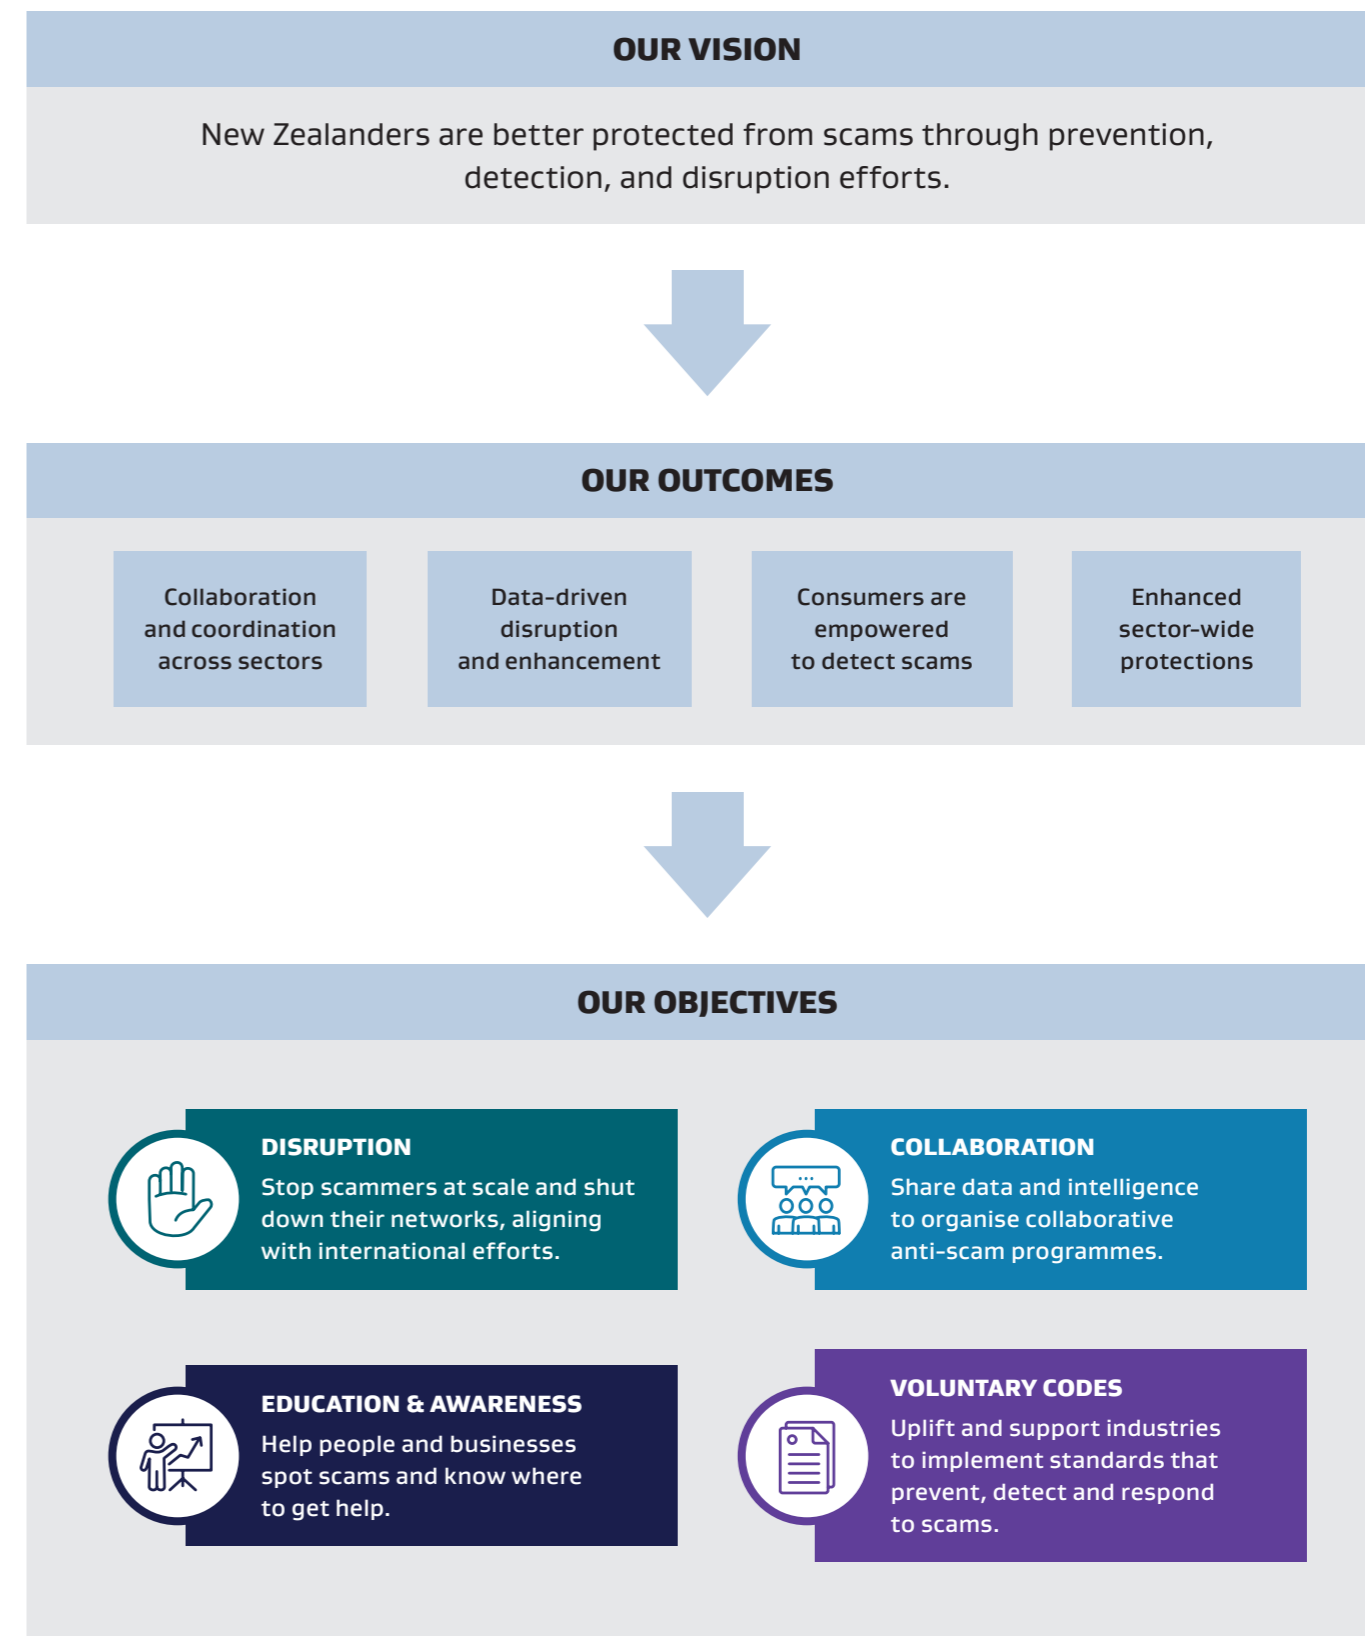 OUR VISION
New Zealanders are better protected from scams through prevention,
detection, and disruption efforts.
OUR OUTCOMES
Collaboration
and coordination
across sectors
Data-driven
disruption
and enhancement
Consumers are
empowered
to detect scams
Enhanced
sector-wide
protections
OUR OBJECTIVES
DISRUPTION
Stop scammers at scale and shut
down their networks, aligning
with international efforts.
COLLABORATION
Share data and intelligence
to organise collaborative
anti-scam programmes.
EDUCATION & AWARENESS
Help people and businesses
spot scams and know where
to get help.
VOLUNTARY CODES
Uplift and support industries
to implement standards that
prevent, detect and respond
to scams.